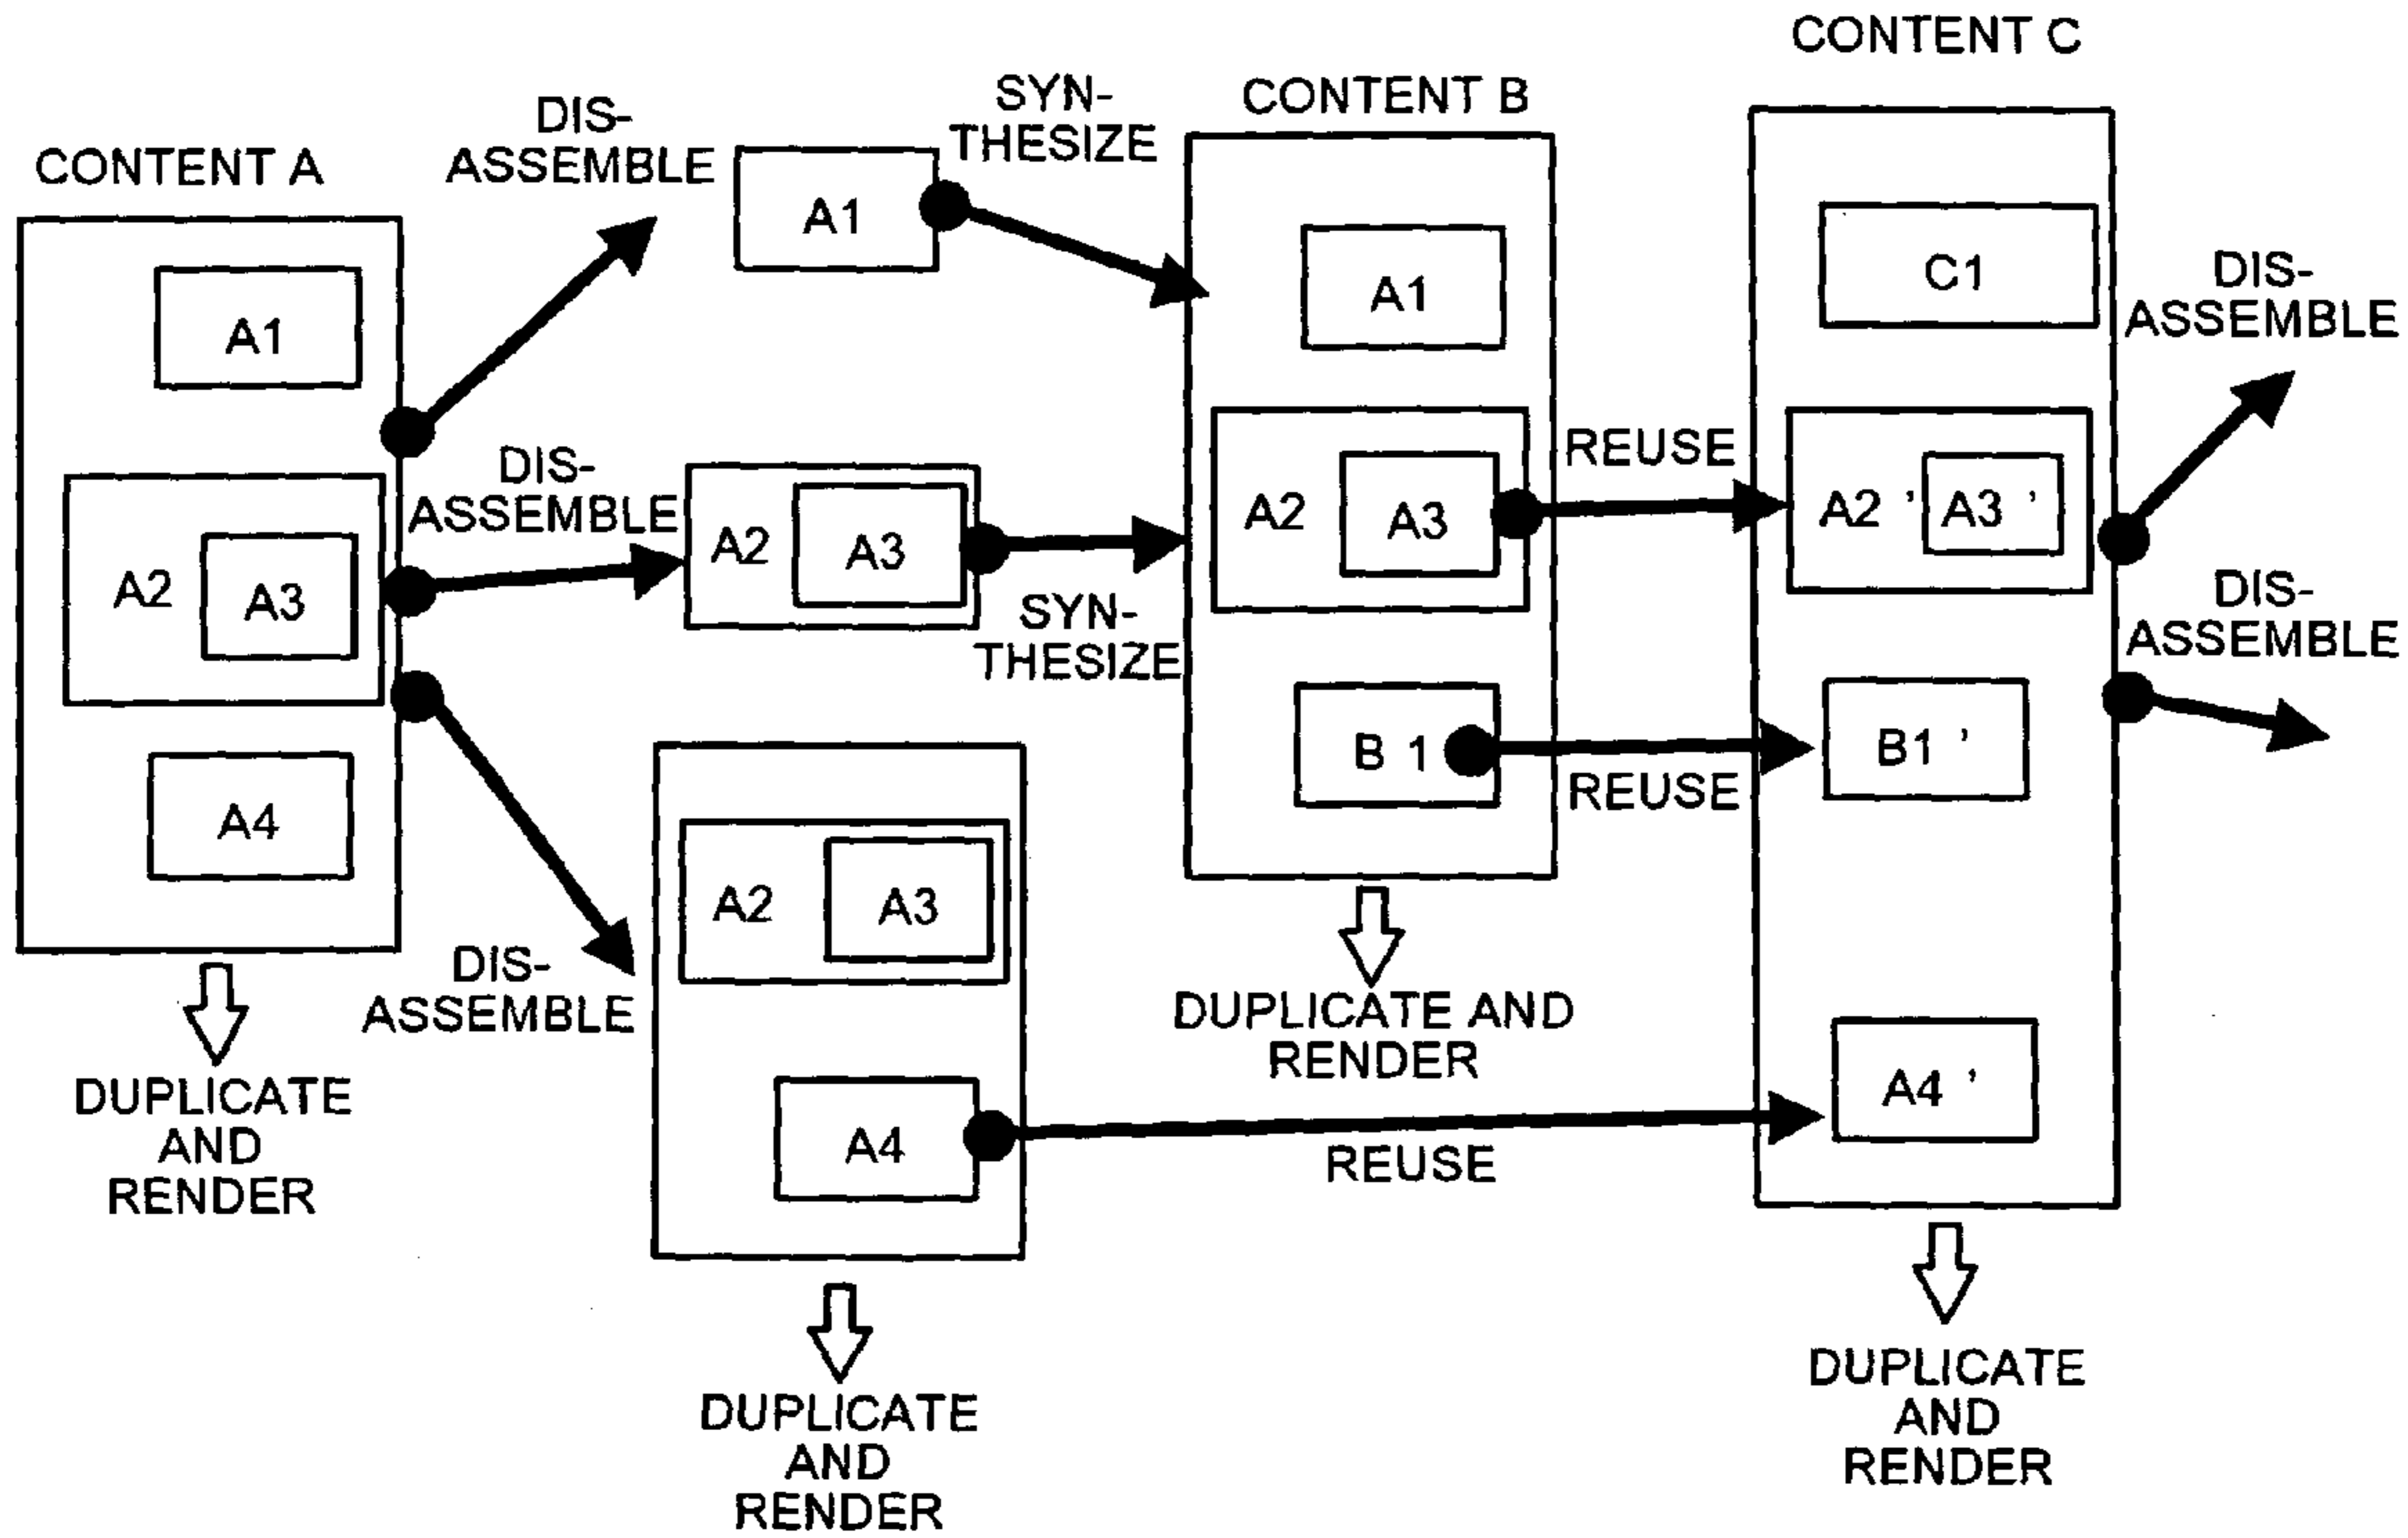 CONTENT C
CONTENT B
SYN-
THESIZE
DIS-
ASSEMBLE
CONTENT A
A1
A1
A1
C1
DIS-
ASSEMBLE
DIS-
ASSEMBLE
A2
A3
A2
A3
SYN-
THESIZE
A2
A3
REUSE
A2 '
A3 '
DIS-
ASSEMBLE
B 1
REUSE
B1 '
A4
A2
A3
DIS-
ASSEMBLE
A4
REUSE
A4 '
DUPLICATE
AND
RENDER
DUPLICATE AND
RENDER
DUPLICATE
AND
RENDER
DUPLICATE
AND
RENDER